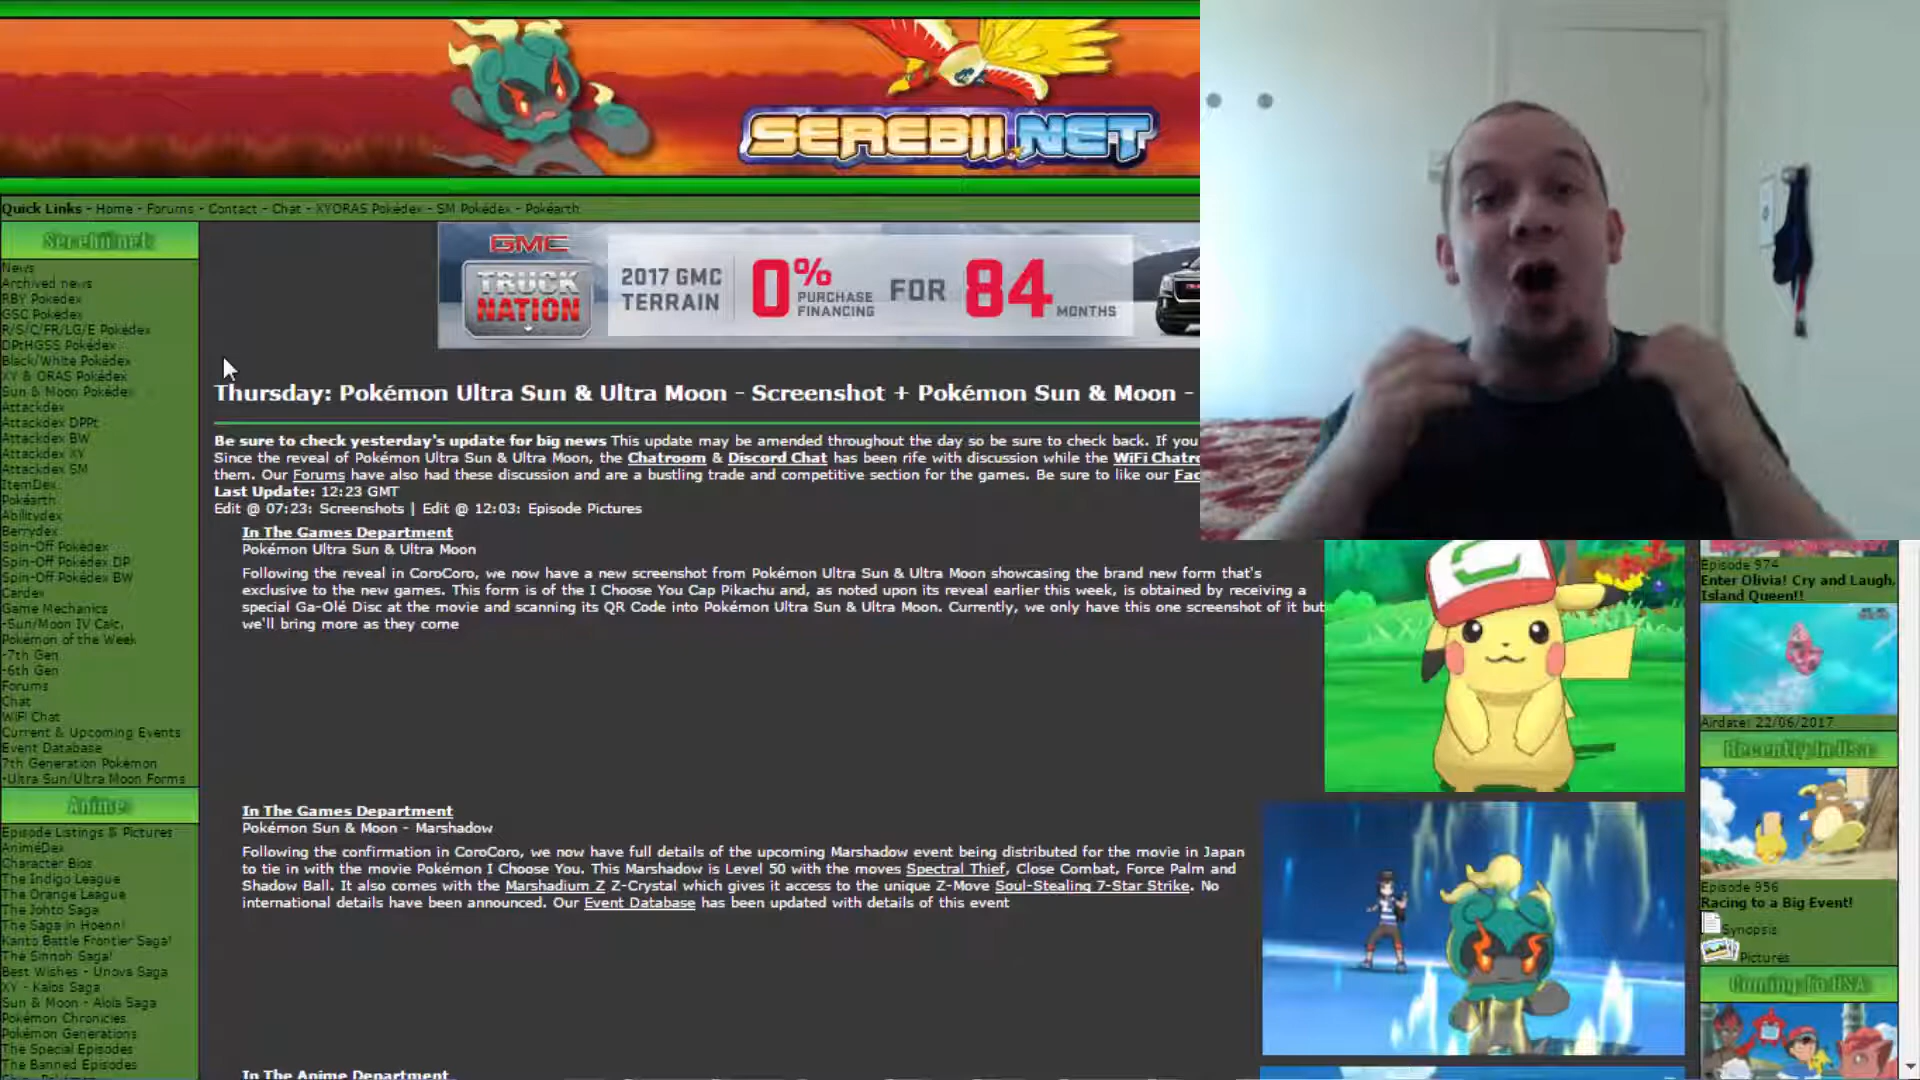 SEREBII.NET
Quick Links - Home - Forums - Contact - Chat - XYORAS Pokédex - SM Pokédex - Pokéarth
Serebii.net
News
Archived news
RBY Pokédex
GSC Pokédex
R/S/C/FR/LG/E Pokédex
DPtHGSS Pokédex
Black/White Pokédex
XY & ORAS Pokédex
Sun & Moon Pokédex
Attackdex
Attackdex DPPt
Attackdex BW
Attackdex XY
Attackdex SM
ItemDex
Pokéarth
Abilitydex
Berrydex
Spin-Off Pokédex
Spin-Off Pokédex DP
Spin-Off Pokédex BW
Cardex
Game Mechanics
-Sun/Moon IV Calc.
Pokémon of the Week
-7th Gen
-6th Gen
Forums
Chat
WiFi Chat
Current & Upcoming Events
Event Database
7th Generation Pokémon
-Ultra Sun/Ultra Moon Forms
Anime
Episode Listings & Pictures
AniméDex
Character Bios
The Indigo League
The Orange League
The Johto Saga
The Saga in Hoenn!
Kanto Battle Frontier Saga!
The Sinnoh Saga!
Best Wishes - Unova Saga
XY - Kalos Saga
Sun & Moon - Alola Saga
Pokémon Chronicles
Pokémon Generations
The Special Episodes
The Banned Episodes
GMC
TRUCK
NATION
2017 GMC
TERRAIN
0%
PURCHASE
FINANCING
FOR 84
MONTHS
Thursday: Pokémon Ultra Sun & Ultra Moon - Screenshot + Pokémon Sun & Moon -
Be sure to check yesterday's update for big news This update may be amended throughout the day so be sure to check back. If you
Since the reveal of Pokémon Ultra Sun & Ultra Moon, the Chatroom & Discord Chat has been rife with discussion while the WiFi
them. Our Forums have also had these discussion and are a bustling trade and competitive section for the games. Be sure to like our
Last Update: 12:23 GMT
Edit @ 07:23: Screenshots | Edit @ 12:03: Episode Pictures
In The Games Department
Pokémon Ultra Sun & Ultra Moon
Following the reveal in CoroCoro, we now have a new screenshot from Pokémon Ultra Sun & Ultra Moon showcasing the brand new form that's
exclusive to the new games. This form is of the I Choose You Cap Pikachu and, as noted upon its reveal earlier this week, is obtained by receiving a
special Ga-Olé Disc at the movie and scanning its QR Code into Pokémon Ultra Sun & Ultra Moon. Currently, we only have this one screenshot of it but
we'll bring more as they come
In The Games Department
Pokémon Sun & Moon - Marshadow
Following the confirmation in CoroCoro, we now have full details of the upcoming Marshadow event being distributed for the movie in Japan
to tie in with the movie Pokémon I Choose You. This Marshadow is Level 50 with the moves Spectral Thief, Close Combat, Force Palm and
Shadow Ball. It also comes with the Marshadium Z Z-Crystal which gives it access to the unique Z-Move Soul-Stealing 7-Star Strike. No
international details have been announced. Our Event Database has been updated with details of this event
In The Anime Department
Episode 974
Enter Olivia! Cry and Laugh,
Island Queen!!
Airdate: 22/06/2017
Recently In Usa
Episode 956
Racing to a Big Event!
Synopsis
Pictures
Coming To USA